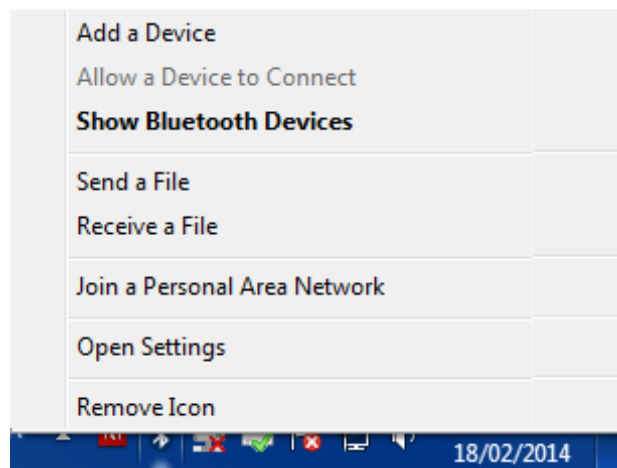 Add a Device
Allow a Device to Connect
Show Bluetooth Devices
Send a File
Receive a File
Join a Personal Area Network
Open Settings
Remove Icon
18/02/2014